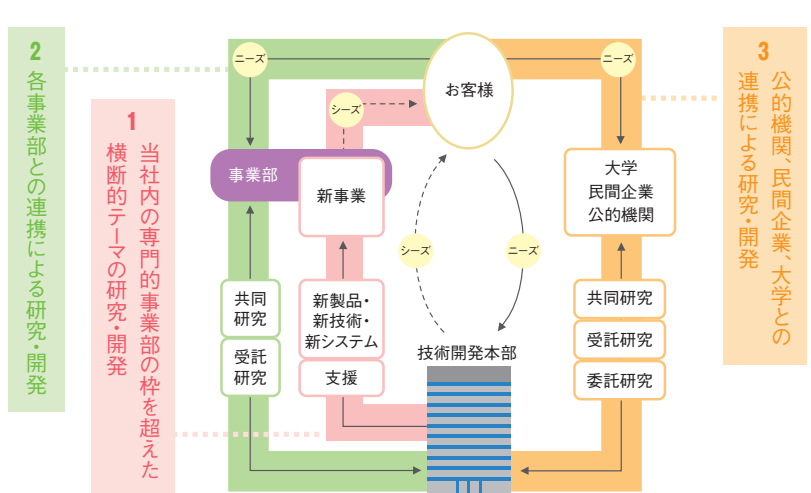 2
各事業部との連携による研究・開発
1
当社内の専門的事業部の枠を超えた
横断的テーマの研究・開発
3
公的機関、民間企業、大学との
連携による研究・開発
ニーズ
ニーズ
お客様
シーズ
事業部
新事業
大学
民間企業
公的機関
シーズ
ニーズ
共同
研究
受託
研究
新製品・
新技術・
新システム
支援
技術開発本部
共同研究
受託研究
委託研究